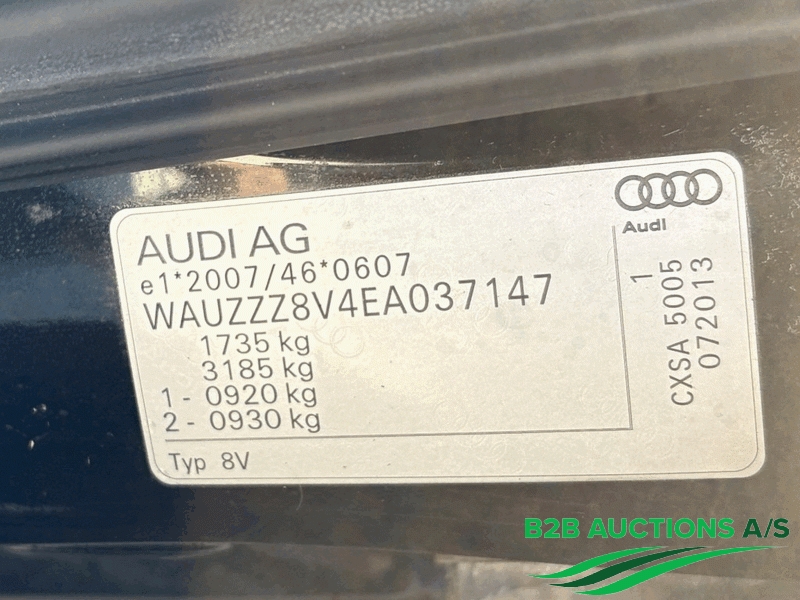 AUDI AG
e1*2007/46*0607
WAUZZZ8V4EA037147
1735 kg
3185 kg
1 - 0920 kg
2 - 0930 kg
Typ 8V
Audi
1
CXSA 5005
072013
B2B AUCTIONS A/S